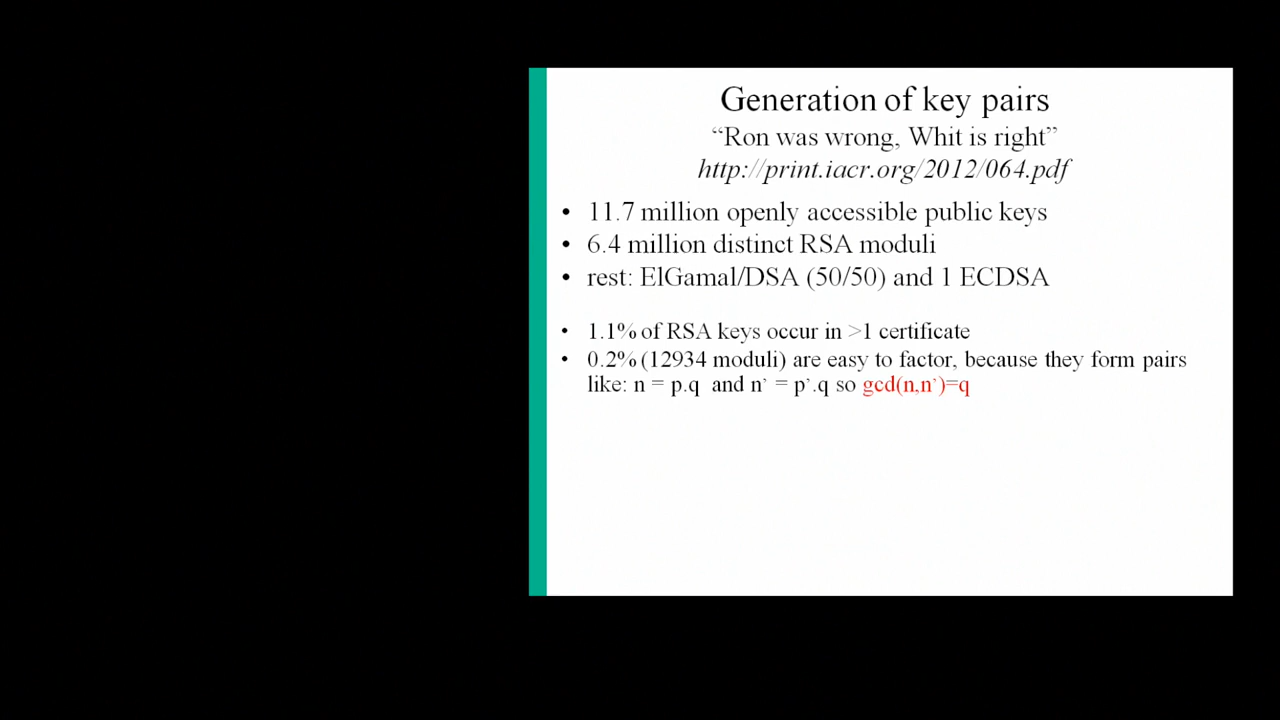 Generation of key pairs
“Ron was wrong, Whit is right”
http://print.iacr.org/2012/064.pdf
• 11.7 million openly accessible public keys
• 6.4 million distinct RSA moduli
• rest: ElGamal/DSA (50/50) and 1 ECDSA
• 1.1% of RSA keys occur in >1 certificate
• 0.2% (12934 moduli) are easy to factor, because they form pairs
like: n = p.q and n’ = p’.q so gcd(n,n’)=q